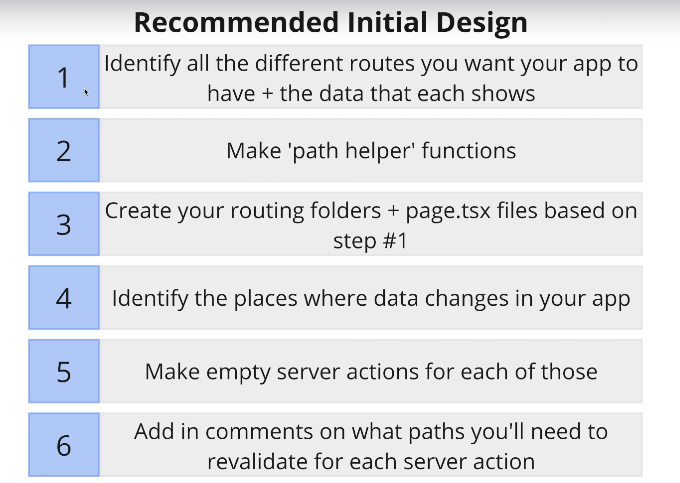 Recommended Initial Design
1
Identify all the different routes you want your app to
have + the data that each shows
2
Make 'path helper' functions
3
Create your routing folders + page.tsx files based on
step #1
4
Identify the places where data changes in your app
5
Make empty server actions for each of those
6
Add in comments on what paths you'll need to
revalidate for each server action